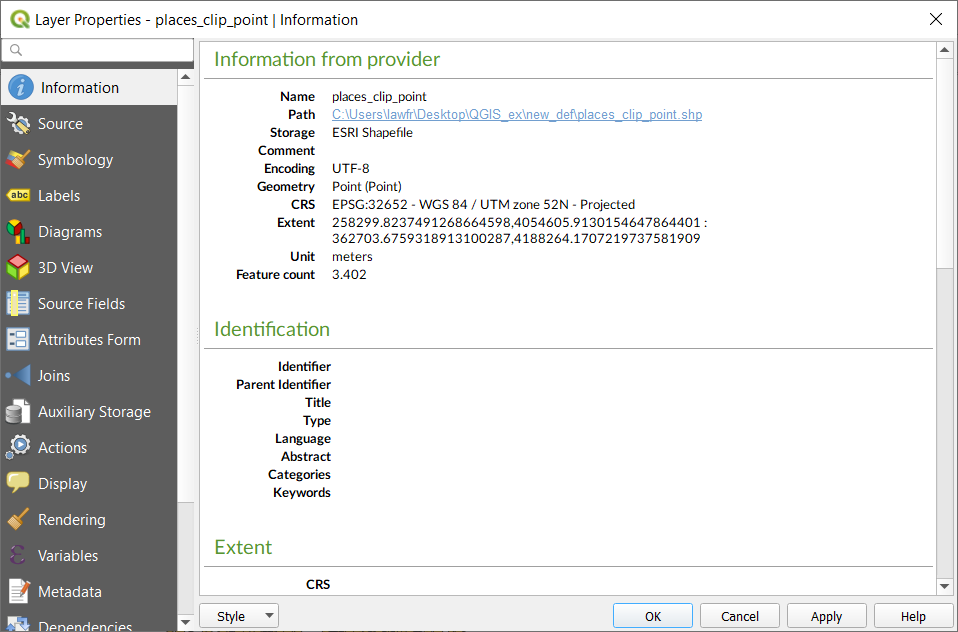 Layer Properties - places_clip_point | Information
Information
Source
Symbology
abc Labels
Diagrams
3D View
Source Fields
Attributes Form
Joins
Auxiliary Storage
Actions
Display
Rendering
Variables
Metadata
Dependencies
Information from provider
Name places_clip_point
Path C:\Users\lawfr\Desktop\QGIS_ex\new_def\places_clip_point.shp
Storage ESRI Shapefile
Comment
Encoding UTF-8
Geometry Point (Point)
CRS EPSG:32652 - WGS 84 / UTM zone 52N - Projected
Extent 258299.8237491268664598,4054605.9130154647864401 :
362703.6759318913100287,4188264.1707219737581909
Unit meters
Feature count 3.402
Identification
Identifier
Parent Identifier
Title
Type
Language
Abstract
Categories
Keywords
Extent
CRS
Style OK Cancel Apply Help